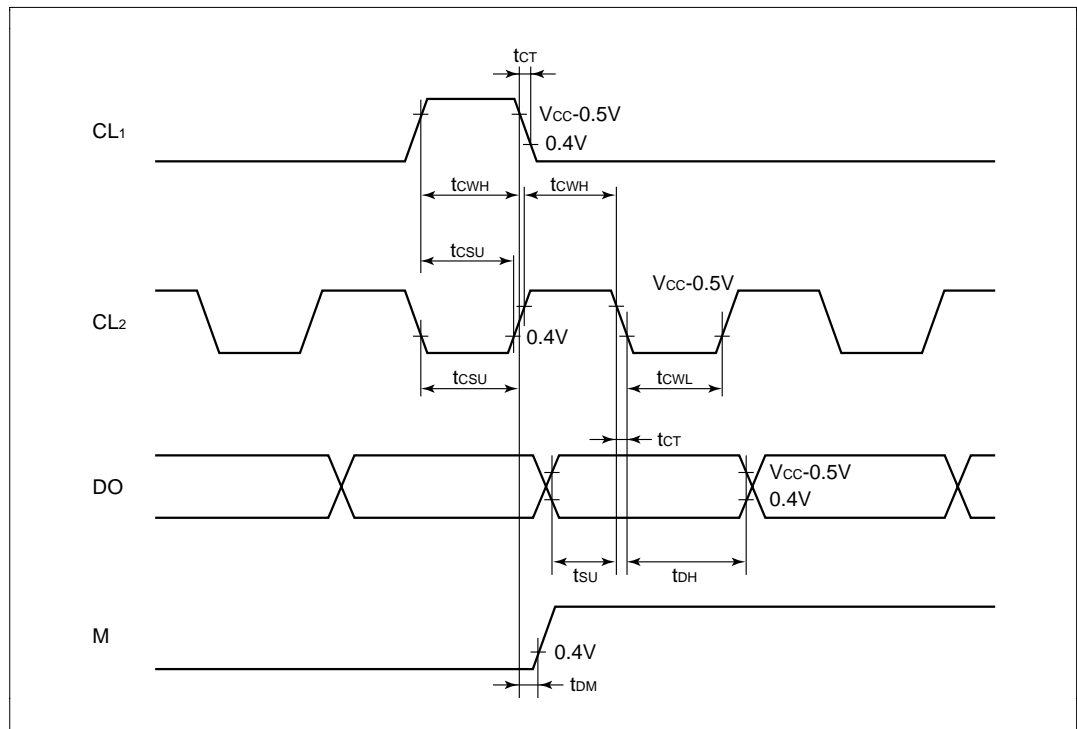 tCT
VCC-0.5V
CL1
0.4V
tCWH tCWH
tCSU
VCC-0.5V
CL2
0.4V
tCSU tCWL
tCT
DO
VCC-0.5V
0.4V
tSU tDH
M
0.4V
tDM